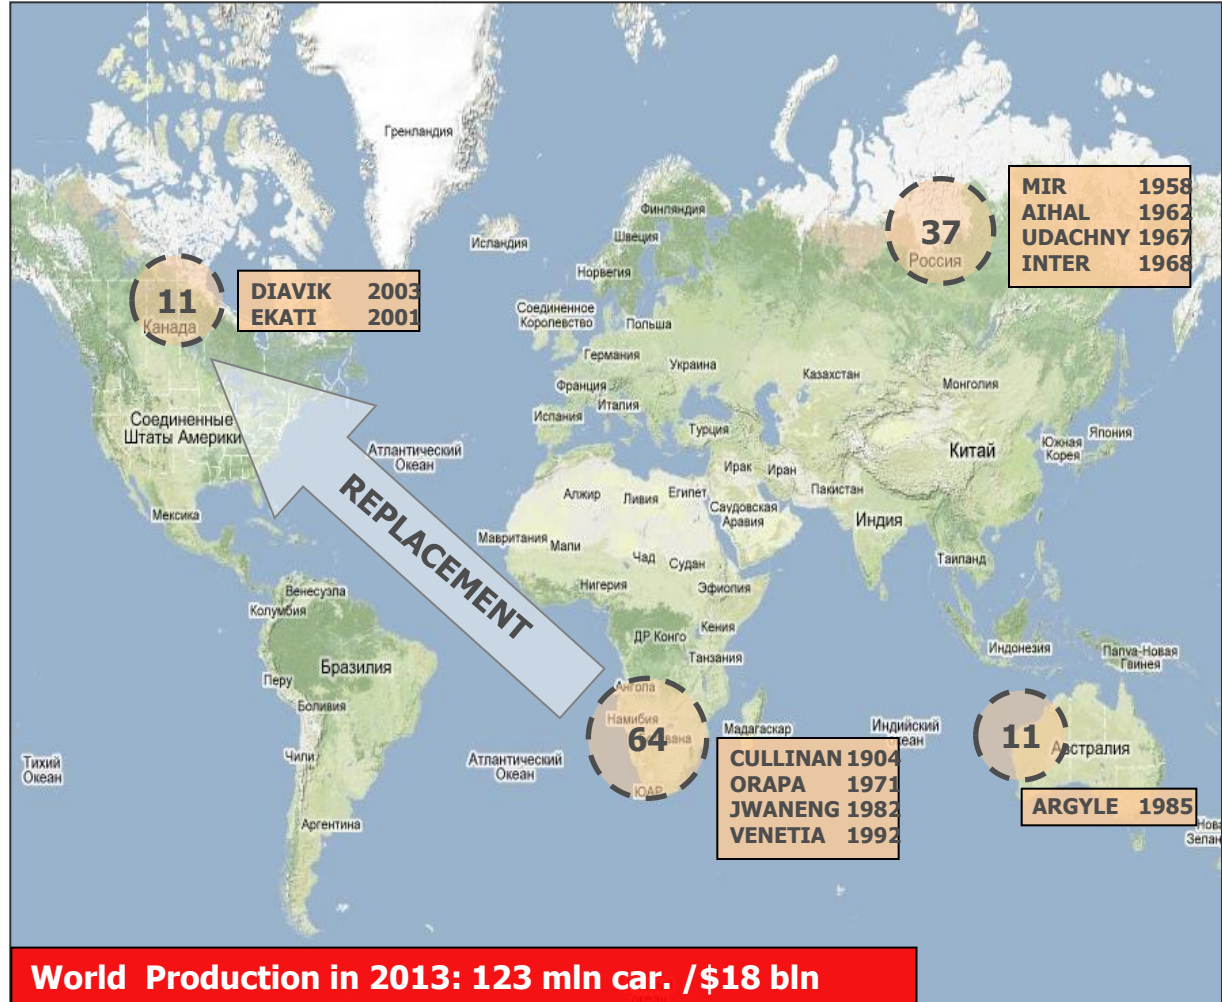 Гренландия
Финляндия
Швеция
Исландия
Норвегия
MIR 1958
AIHAL 1962
UDACHNY 1967
INTER 1968
37
Россия
11
Канада
DIAVIK 2003
EKATI 2001
Соединенное
Королевство
Польша
Германия
Украина
Франция
Казахстан
Монголия
Испания
Италия
Турция
Соединенные
Штаты Америки
Атлантический
Океан
Китай
Южная
Корея
Япония
Ирак
Иран
Пакистан
Алжир
Ливия
Египет
Саудовская
Аравия
Индия
Мексика
Мавритания
Мали
Чад
Судан
Таиланд
Нигерия
Эфиопия
Венесуэла
Колумбия
REPLACEMENT
ДР Конго
Кения
Танзания
Индонезия
Папуа-Новая
Гвинея
Бразилия
Перу
Боливия
Ангола
Намибия
64
Мадагаскар
Индийский
11
Австралия
Чили
Тихий
Океан
Атлантический
Океан
ЮАР
CULLINAN 1904
ORAPA 1971
JWANENG 1982
VENETIA 1992
ARGYLE 1985
Аргентина
World Production in 2013: 123 mln car. /$18 bln